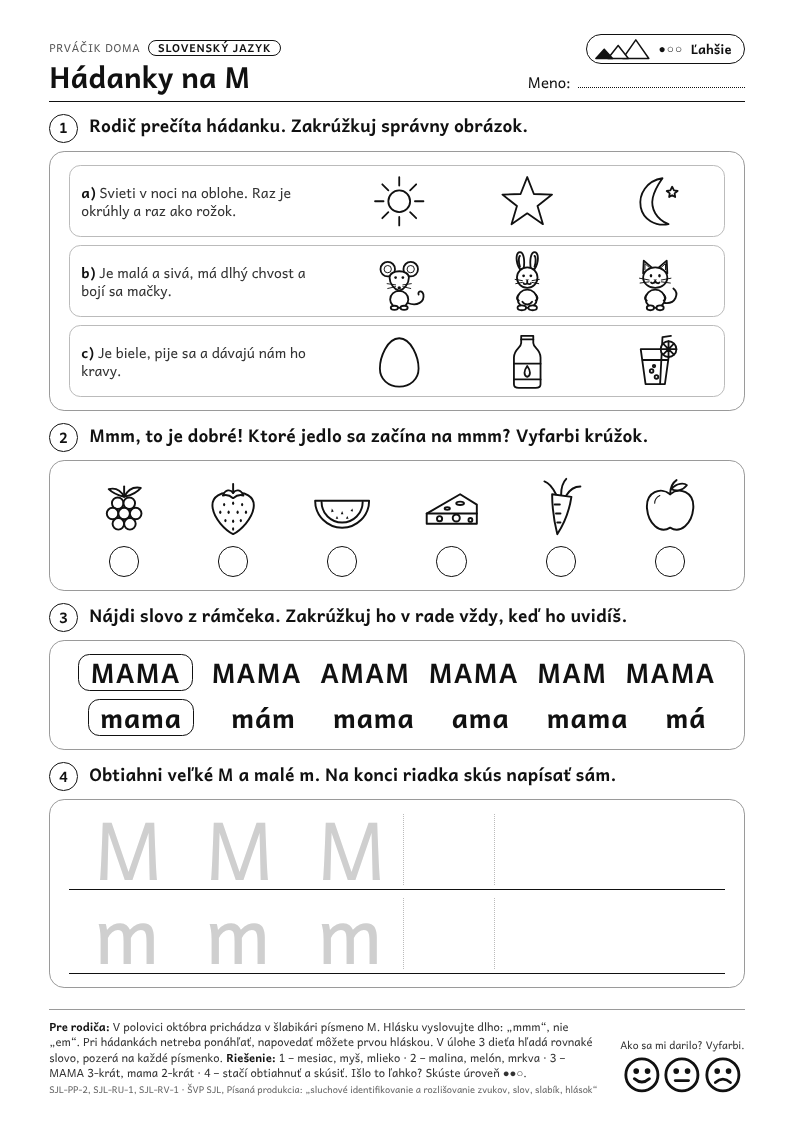 PRVÁČIK DOMA SLOVENSKÝ JAZYK
●○○ Ľahšie
Hádanky na M
Meno:
1 Rodič prečíta hádanku. Zakrúžkuj správny obrázok.
a) Svieti v noci na oblohe. Raz je
okrúhly a raz ako rožok.
b) Je malá a sivá, má dlhý chvost a
bojí sa mačky.
c) Je biele, pije sa a dávajú nám ho
kravy.
2 Mmm, to je dobré! Ktoré jedlo sa začína na mmm? Vyfarbi krúžok.
3 Nájdi slovo z rámčeka. Zakrúžkuj ho v rade vždy, keď ho uvidíš.
MAMA MAMA AMAM MAMA MAM MAMA
mama mám mama ama mama má
4 Obtiahni veľké M a malé m. Na konci riadka skús napísať sám.
M M M
m m m
Pre rodiča: V polovici októbra prichádza v šlabikári písmeno M. Hlásku vyslovujte dlho: „mmm“, nie
„em“. Pri hádankách netreba ponáhľať, napovedať môžete prvou hláskou. V úlohe 3 dieťa hľadá rovnaké
slovo, pozerá na každé písmenko. Riešenie: 1 – mesiac, myš, mlieko · 2 – malina, melón, mrkva · 3 –
MAMA 3-krát, mama 2-krát · 4 – stačí obtiahnuť a skúsiť. Išlo to ľahko? Skúste úroveň ●●○.
SJL-PP-2, SJL-RU-1, SJL-RV-1 · ŠVP SJL, Písaná produkcia: „sluchové identifikovanie a rozlišovanie zvukov, slov, slabík, hlások“
Ako sa mi darilo? Vyfarbi.